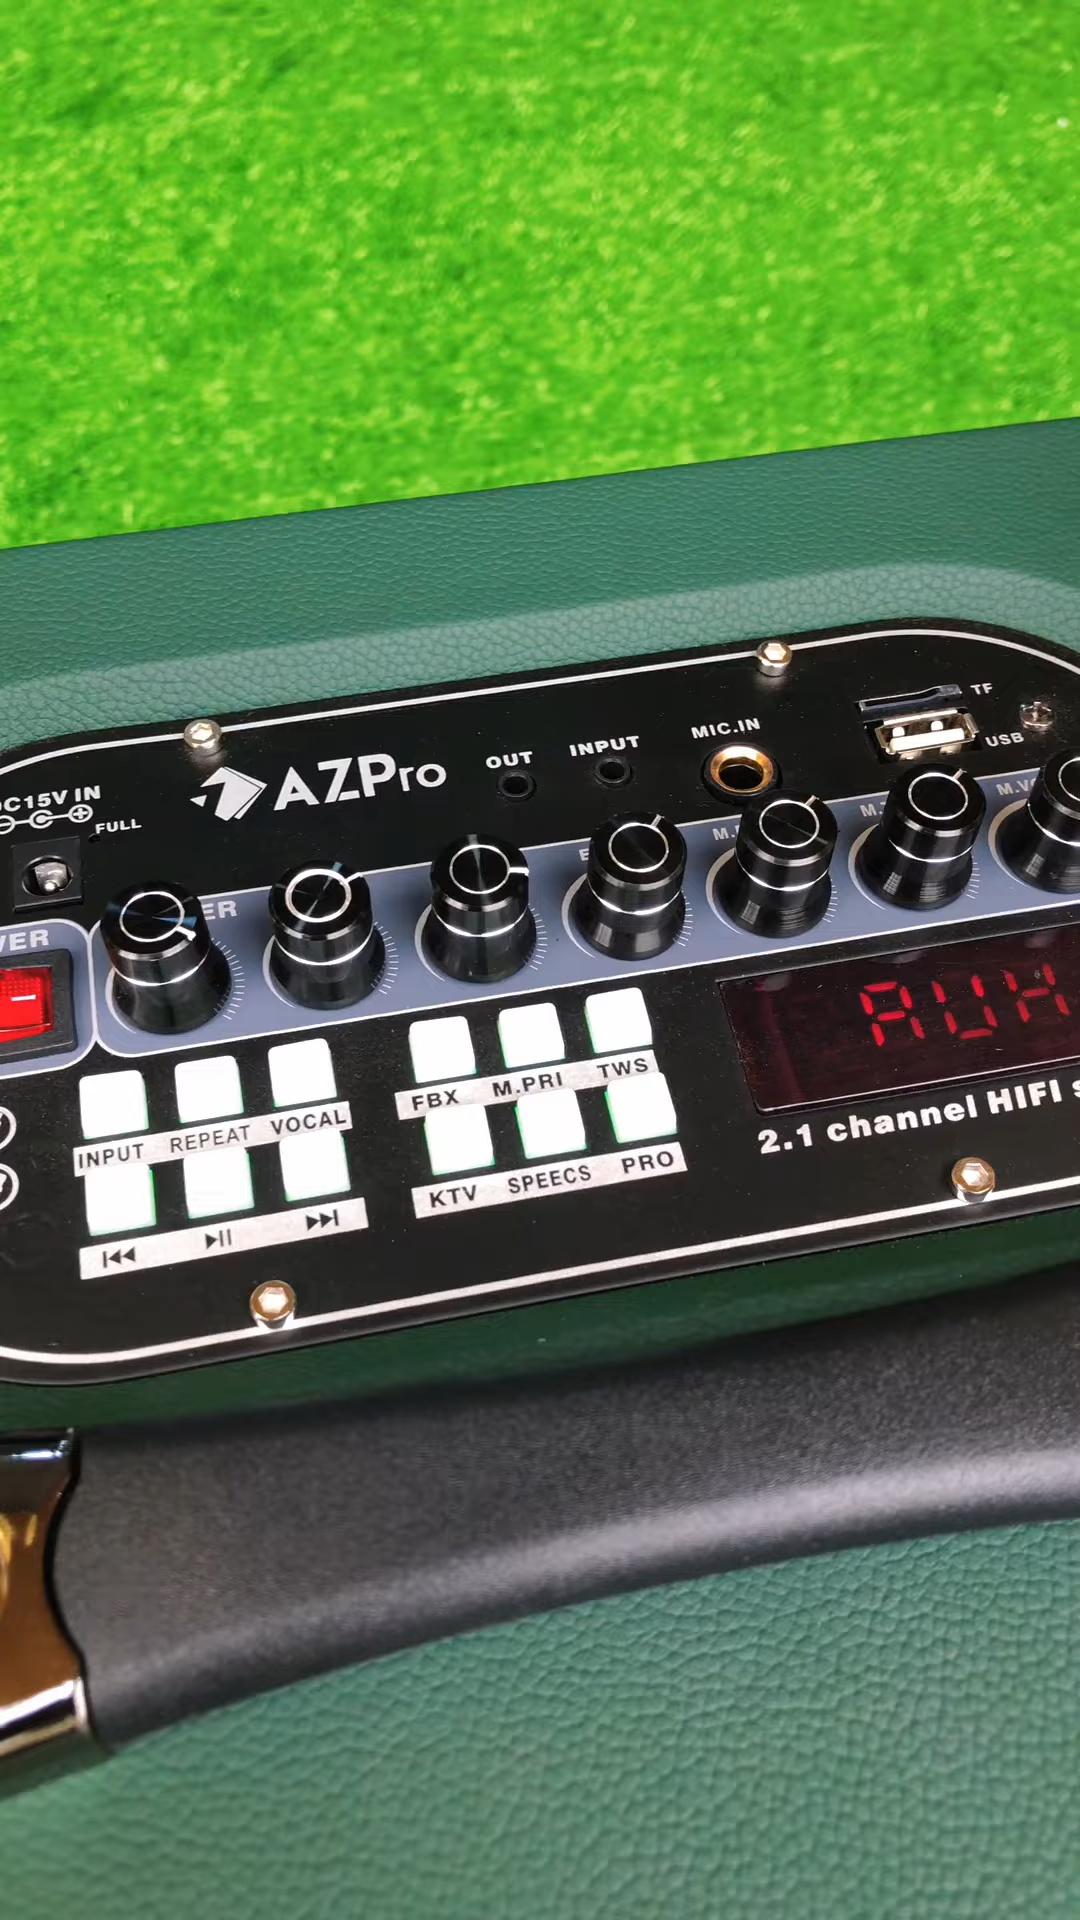 DC15V IN
FULL
AZPro
OUT
INPUT
MIC.IN
TF
USB
INPUT REPEAT VOCAL
FBX M.PRI TWS
KTV SPEECS PRO
AUX
2.1 channel HIFI